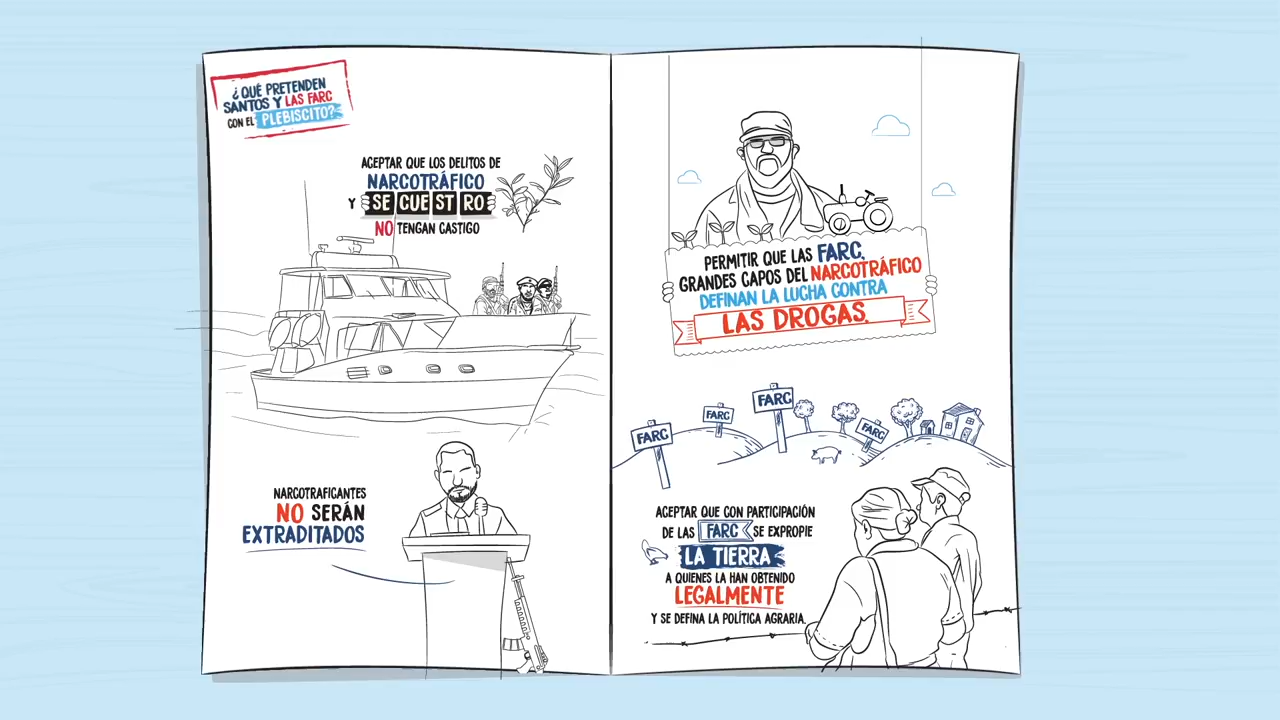 ¿QUÉ PRETENDEN
SANTOS Y LAS FARC
CON EL PLEBISCITO?
ACEPTAR QUE LOS DELITOS DE
NARCOTRÁFICO
Y SECUESTRO
NO TENGAN CASTIGO
NARCOTRAFICANTES
NO SERÁN
EXTRADITADOS
PERMITIR QUE LAS FARC,
GRANDES CAPOS DEL NARCOTRÁFICO
DEFINAN LA LUCHA CONTRA
LAS DROGAS.
FARC
FARC
FARC
FARC
ACEPTAR QUE CON PARTICIPACIÓN
DE LAS FARC SE EXPROPIE
LA TIERRA
A QUIENES LA HAN OBTENIDO
LEGALMENTE
Y SE DEFINA LA POLÍTICA AGRARIA.